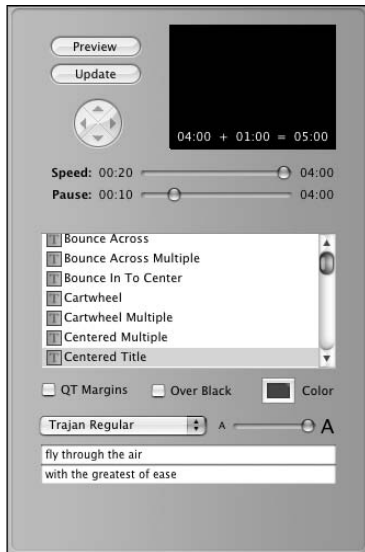 Preview
Update
04:00 + 01:00 = 05:00
Speed: 00:20 04:00
Pause: 00:10 04:00
Bounce Across
Bounce Across Multiple
Bounce In To Center
Cartwheel
Cartwheel Multiple
Centered Multiple
Centered Title
QT Margins Over Black Color
Trajan Regular A A
fly through the air
with the greatest of ease